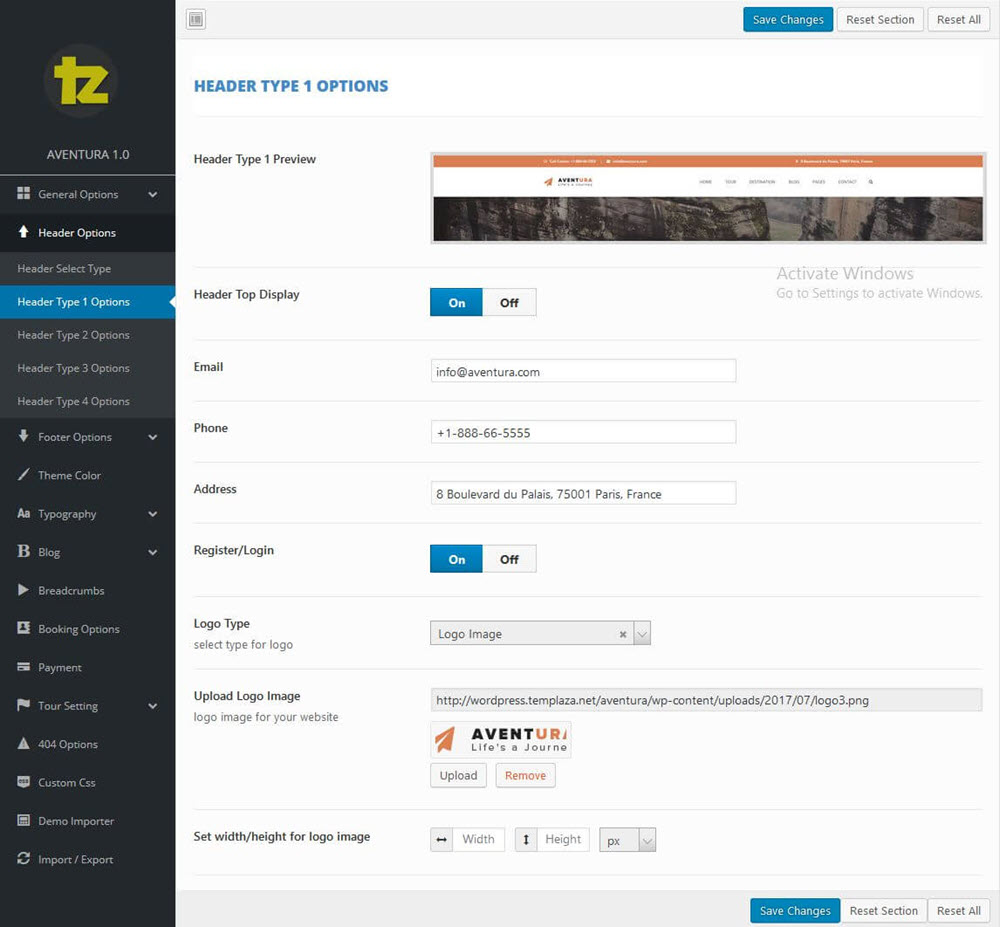 Save Changes Reset Section Reset All
tz
AVENTURA 1.0
General Options
Header Options
Header Select Type
Header Type 1 Options
Header Type 2 Options
Header Type 3 Options
Header Type 4 Options
Footer Options
Theme Color
Aa Typography
B Blog
Breadcrumbs
Booking Options
Payment
Tour Setting
404 Options
Custom Css
Demo Importer
Import / Export
HEADER TYPE 1 OPTIONS
Header Type 1 Preview
AVENTURA
Life's a Journe
HOME TOUR DESTINATION BLOG PAGES CONTACT
Activate Windows
Go to Settings to activate Windows.
Header Top Display
On Off
Email
info@aventura.com
Phone
+1-888-66-5555
Address
8 Boulevard du Palais, 75001 Paris, France
Register/Login
On Off
Logo Type
select type for logo
Logo Image
Upload Logo Image
logo image for your website
http://wordpress.templaza.net/aventura/wp-content/uploads/2017/07/logo3.png
AVENTURA
Life's a Journe
Upload Remove
Set width/height for logo image
Width Height px
Save Changes Reset Section Reset All